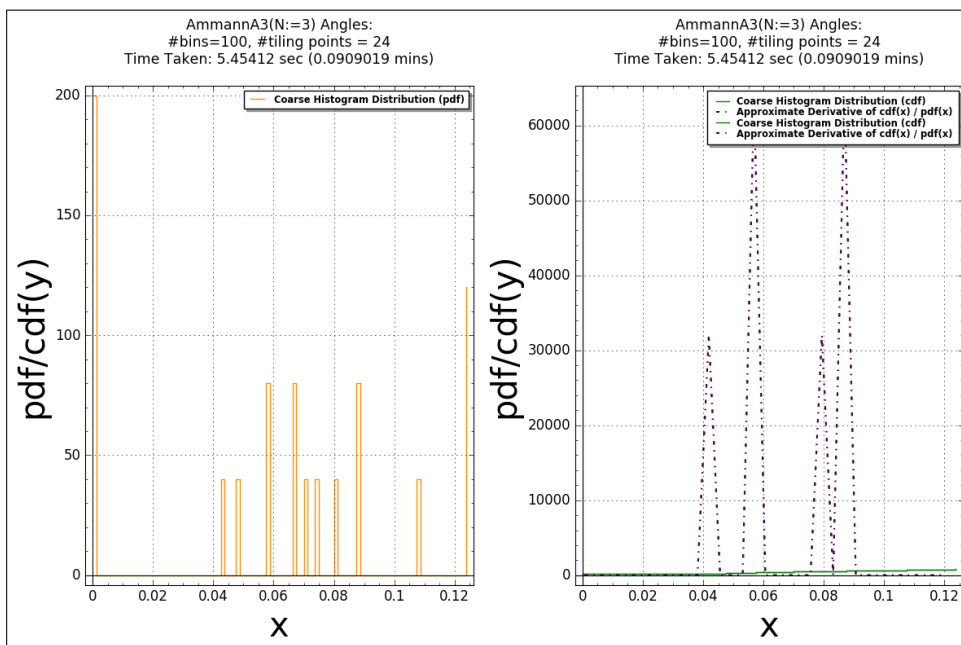 AmmannA3(N:=3) Angles:
#bins=100, #tiling points = 24
Time Taken: 5.45412 sec (0.0909019 mins)
Coarse Histogram Distribution (pdf)
200
150
100
50
0
pdf/cdf(y)
0 0.02 0.04 0.06 0.08 0.1 0.12
x
AmmannA3(N:=3) Angles:
#bins=100, #tiling points = 24
Time Taken: 5.45412 sec (0.0909019 mins)
Coarse Histogram Distribution (cdf)
Approximate Derivative of cdf(x) / pdf(x)
Coarse Histogram Distribution (cdf)
Approximate Derivative of cdf(x) / pdf(x)
60000
50000
40000
30000
20000
10000
0
pdf/cdf(y)
0 0.02 0.04 0.06 0.08 0.1 0.12
x